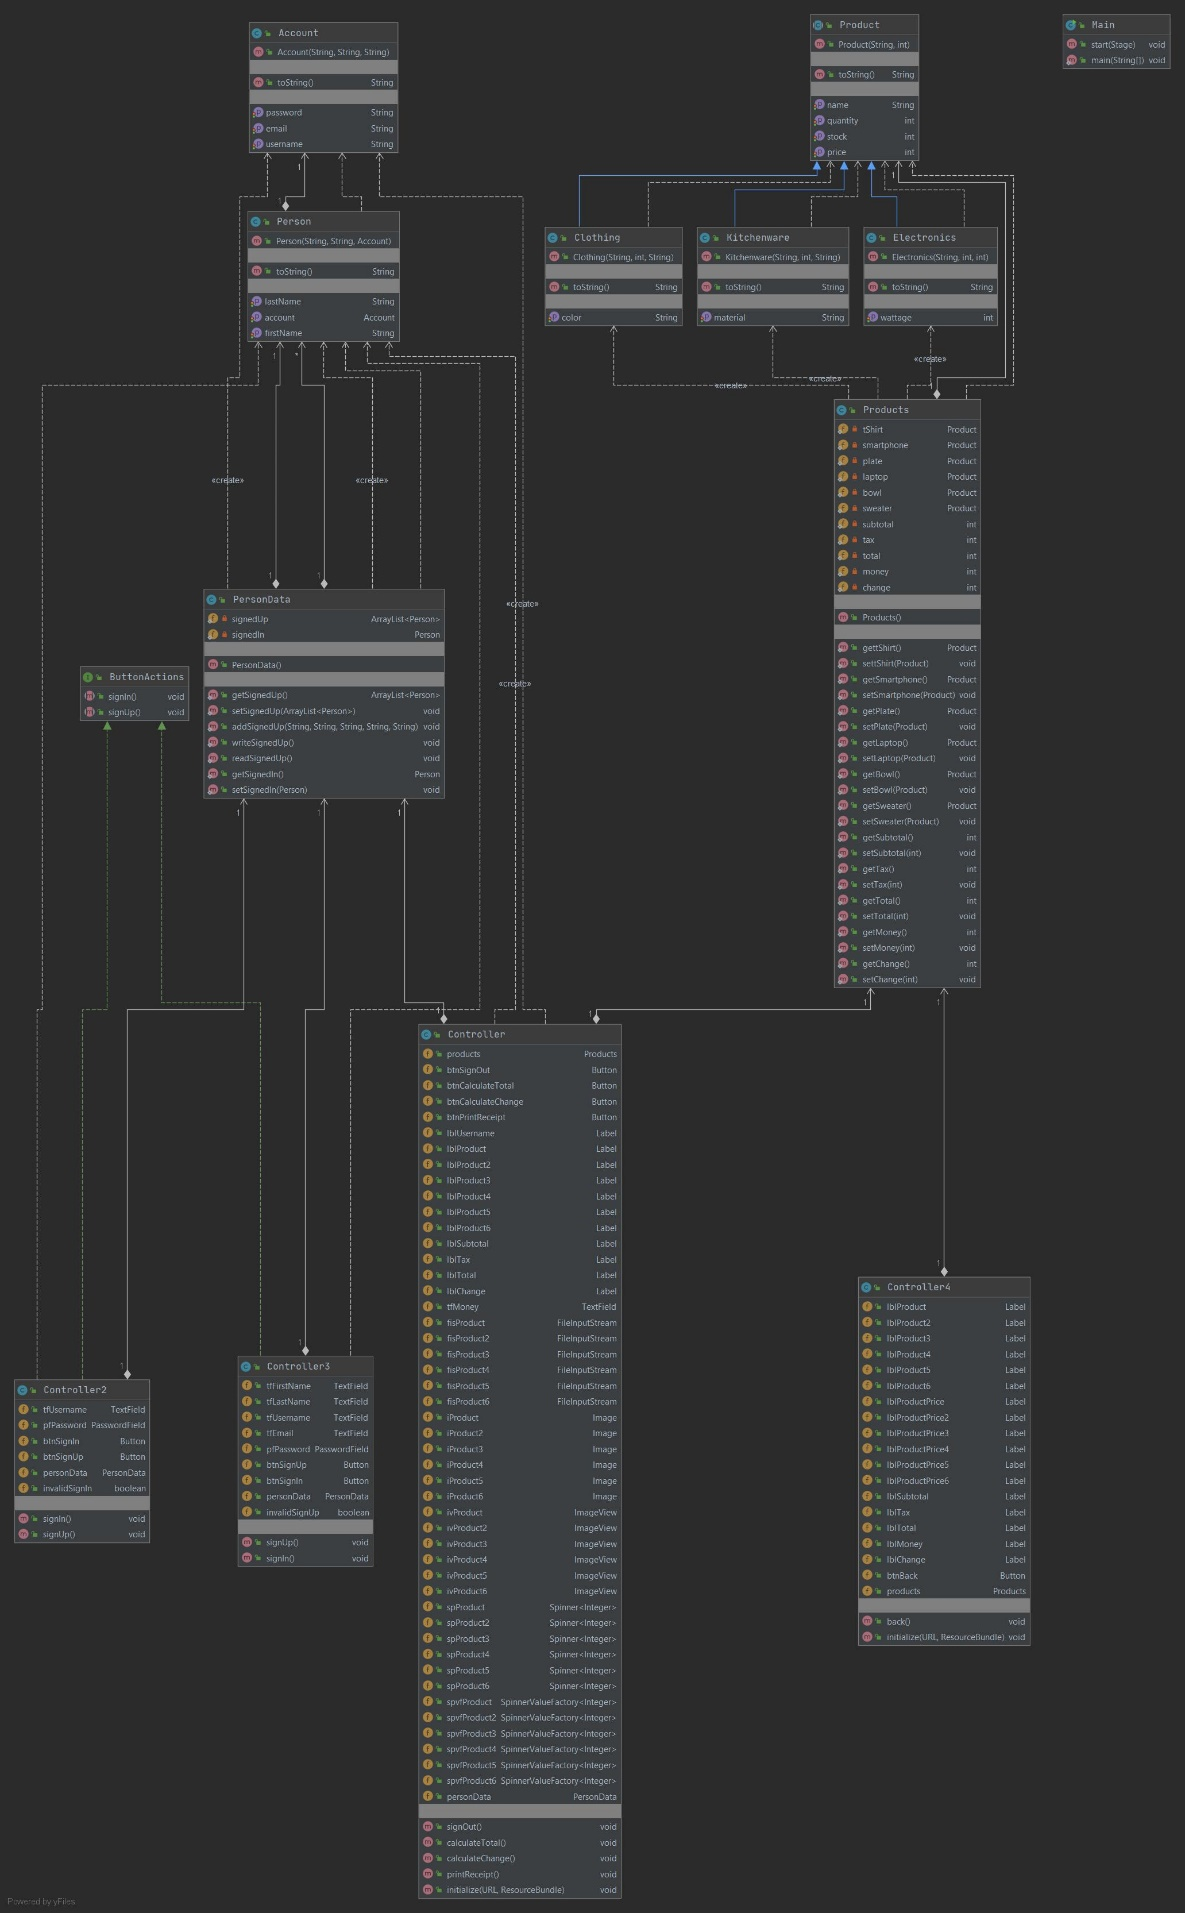 Account
Account(String, String, String)
toString() String
password String
email String
username String
1
1
Person
Person(String, String, Account)
toString() String
lastName String
account Account
firstName String
1
*
Product
Product(String, int)
toString() String
name String
quantity int
stock int
price int
1
Main
start(Stage) void
main(String[]) void
Clothing
Clothing(String, int, String)
toString() String
color String
Kitchenware
Kitchenware(String, int, String)
toString() String
material String
Electronics
Electronics(String, int, int)
toString() String
wattage int
«create»
«create»
«create»
1
Products
tShirt Product
smartphone Product
plate Product
laptop Product
bowl Product
sweater Product
subtotal int
tax int
total int
money int
change int
Products()
gettShirt() Product
settShirt(Product) void
getSmartphone() Product
setSmartphone(Product) void
getPlate() Product
setPlate(Product) void
getLaptop() Product
setLaptop(Product) void
getBowl() Product
setBowl(Product) void
getSweater() Product
setSweater(Product) void
getSubtotal() int
setSubtotal(int) void
getTax() int
setTax(int) void
getTotal() int
setTotal(int) void
getMoney() int
setMoney(int) void
getChange() int
setChange(int) void
1
1
«create»
«create»
«create»
«create»
1
1
PersonData
signedUp ArrayList<Person>
signedIn Person
PersonData()
getSignedUp() ArrayList<Person>
setSignedUp(ArrayList<Person>) void
addSignedUp(String, String, String, String, String) void
writeSignedUp() void
readSignedUp() void
getSignedIn() Person
setSignedIn(Person) void
1
1
1
ButtonActions
signIn() void
signUp() void
1
1
Controller
products Products
btnSignOut Button
btnCalculateTotal Button
btnCalculateChange Button
btnPrintReceipt Button
lblUsername Label
lblProduct Label
lblProduct2 Label
lblProduct3 Label
lblProduct4 Label
lblProduct5 Label
lblProduct6 Label
lblSubtotal Label
lblTax Label
lblTotal Label
lblChange Label
tfMoney TextField
fisProduct FileInputStream
fisProduct2 FileInputStream
fisProduct3 FileInputStream
fisProduct4 FileInputStream
fisProduct5 FileInputStream
fisProduct6 FileInputStream
iProduct Image
iProduct2 Image
iProduct3 Image
iProduct4 Image
iProduct5 Image
iProduct6 Image
ivProduct ImageView
ivProduct2 ImageView
ivProduct3 ImageView
ivProduct4 ImageView
ivProduct5 ImageView
ivProduct6 ImageView
spProduct Spinner<Integer>
spProduct2 Spinner<Integer>
spProduct3 Spinner<Integer>
spProduct4 Spinner<Integer>
spProduct5 Spinner<Integer>
spProduct6 Spinner<Integer>
spvfProduct SpinnerValueFactory<Integer>
spvfProduct2 SpinnerValueFactory<Integer>
spvfProduct3 SpinnerValueFactory<Integer>
spvfProduct4 SpinnerValueFactory<Integer>
spvfProduct5 SpinnerValueFactory<Integer>
spvfProduct6 SpinnerValueFactory<Integer>
personData PersonData
signOut() void
calculateTotal() void
calculateChange() void
printReceipt() void
initialize(URL, ResourceBundle) void
1
Controller4
lblProduct Label
lblProduct2 Label
lblProduct3 Label
lblProduct4 Label
lblProduct5 Label
lblProduct6 Label
lblProductPrice Label
lblProductPrice2 Label
lblProductPrice3 Label
lblProductPrice4 Label
lblProductPrice5 Label
lblProductPrice6 Label
lblSubtotal Label
lblTax Label
lblTotal Label
lblMoney Label
lblChange Label
btnBack Button
products Products
back() void
initialize(URL, ResourceBundle) void
1
Controller3
tfFirstName TextField
tfLastName TextField
tfUsername TextField
tfEmail TextField
pfPassword PasswordField
btnSignUp Button
btnSignIn Button
personData PersonData
invalidSignUp boolean
signUp() void
signIn() void
1
Controller2
tfUsername TextField
pfPassword PasswordField
btnSignIn Button
btnSignUp Button
personData PersonData
invalidSignIn boolean
signIn() void
signUp() void
Powered by yFiles